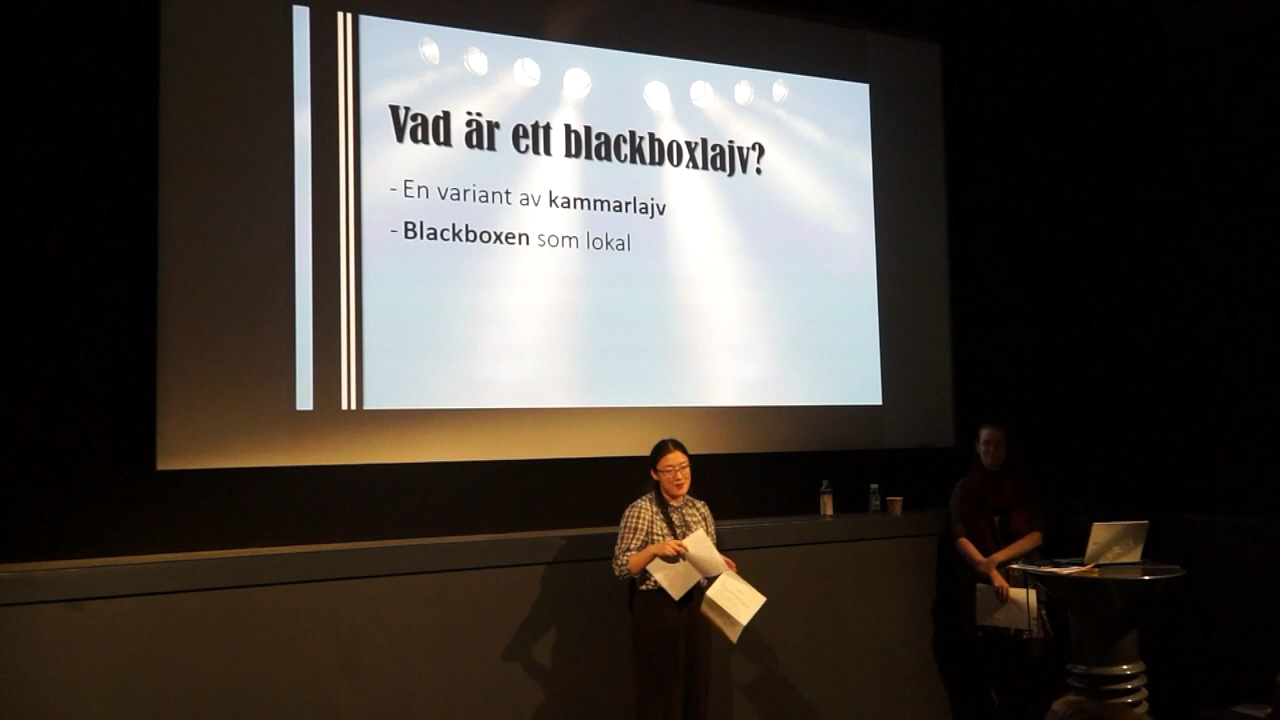 Vad är ett blackboxlajv?
- En variant av kammarlajv
- Blackboxen som lokal